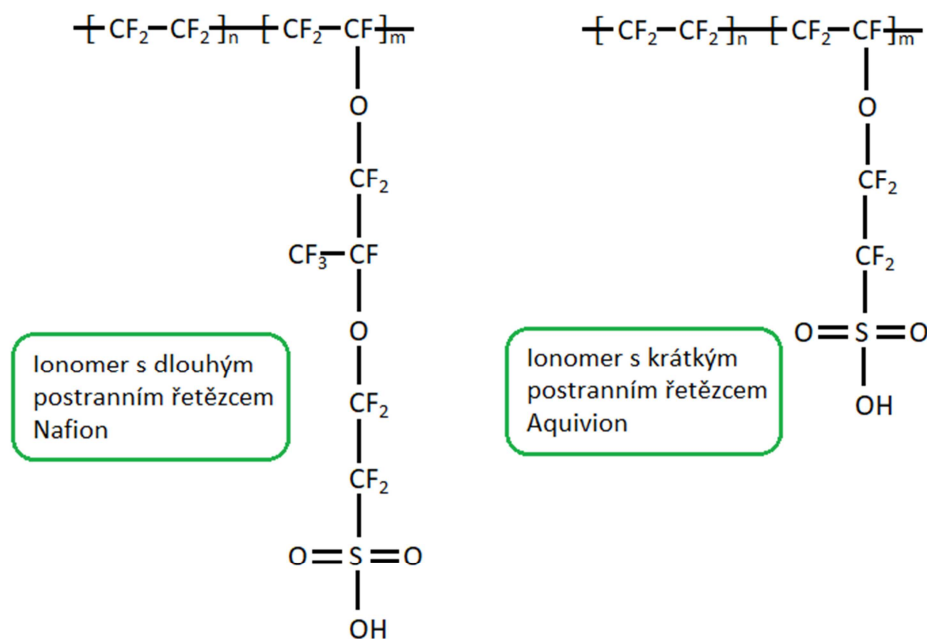 [CF₂—CF₂]ₙ[CF₂—CF]ₘ
O
CF₂
CF₃—CF
O
CF₂
CF₂
O=S=O
OH
Ionomer s dlouhým
postranním řetězcem
Nafion
[CF₂—CF₂]ₙ[CF₂—CF]ₘ
O
CF₂
CF₂
O=S=O
OH
Ionomer s krátkým
postranním řetězcem
Aquivion